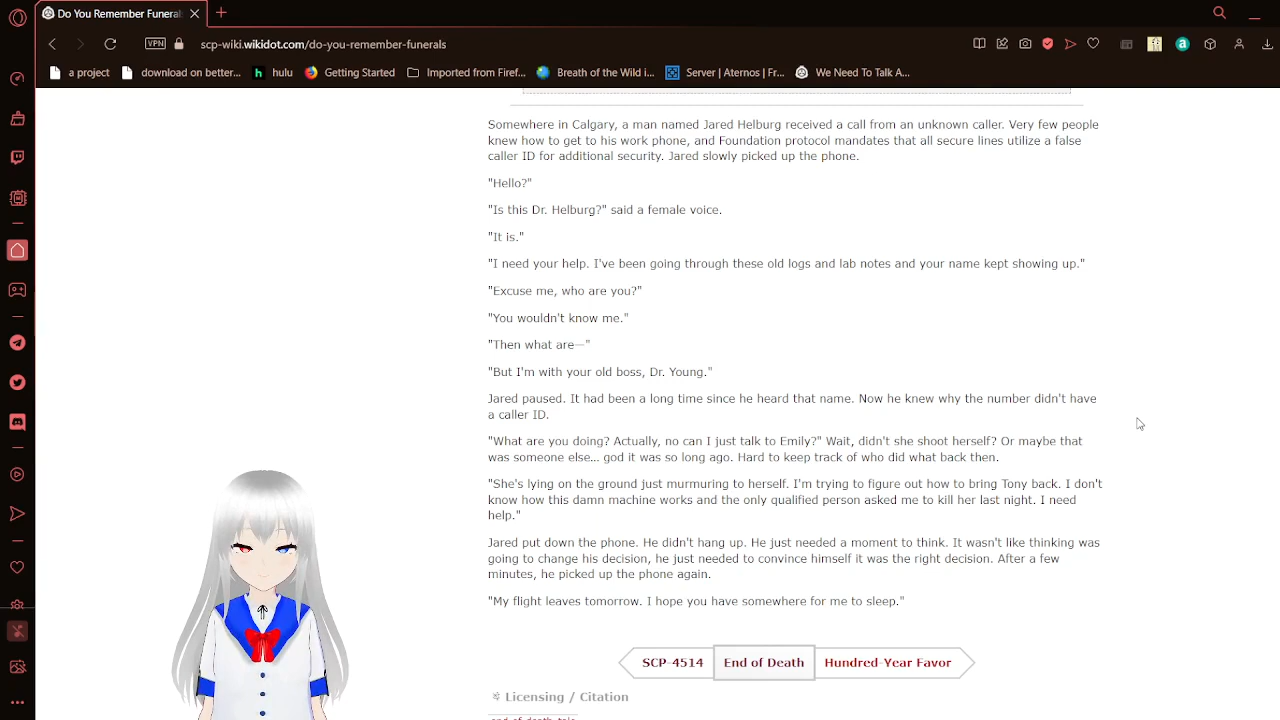 Do You Remember Funerals
VPN
scp-wiki.wikidot.com/do-you-remember-funerals
a project
download on better...
hulu
Getting Started
Imported from Firef...
Breath of the Wild i...
Server | Aternos | Fr...
We Need To Talk A...
Somewhere in Calgary, a man named Jared Helburg received a call from an unknown caller. Very few people
knew how to get to his work phone, and Foundation protocol mandates that all secure lines utilize a false
caller ID for additional security. Jared slowly picked up the phone.
"Hello?"
"Is this Dr. Helburg?" said a female voice.
"It is."
"I need your help. I've been going through these old logs and lab notes and your name kept showing up."
"Excuse me, who are you?"
"You wouldn't know me."
"Then what are—"
"But I'm with your old boss, Dr. Young."
Jared paused. It had been a long time since he heard that name. Now he knew why the number didn't have
a caller ID.
"What are you doing? Actually, no can I just talk to Emily?" Wait, didn't she shoot herself? Or maybe that
was someone else... god it was so long ago. Hard to keep track of who did what back then.
"She's lying on the ground just murmuring to herself. I'm trying to figure out how to bring Tony back. I don't
know how this damn machine works and the only qualified person asked me to kill her last night. I need
help."
Jared put down the phone. He didn't hang up. He just needed a moment to think. It wasn't like thinking was
going to change his decision, he just needed to convince himself it was the right decision. After a few
minutes, he picked up the phone again.
"My flight leaves tomorrow. I hope you have somewhere for me to sleep."
SCP-4514
End of Death
Hundred-Year Favor
Licensing / Citation
end-of-death tale